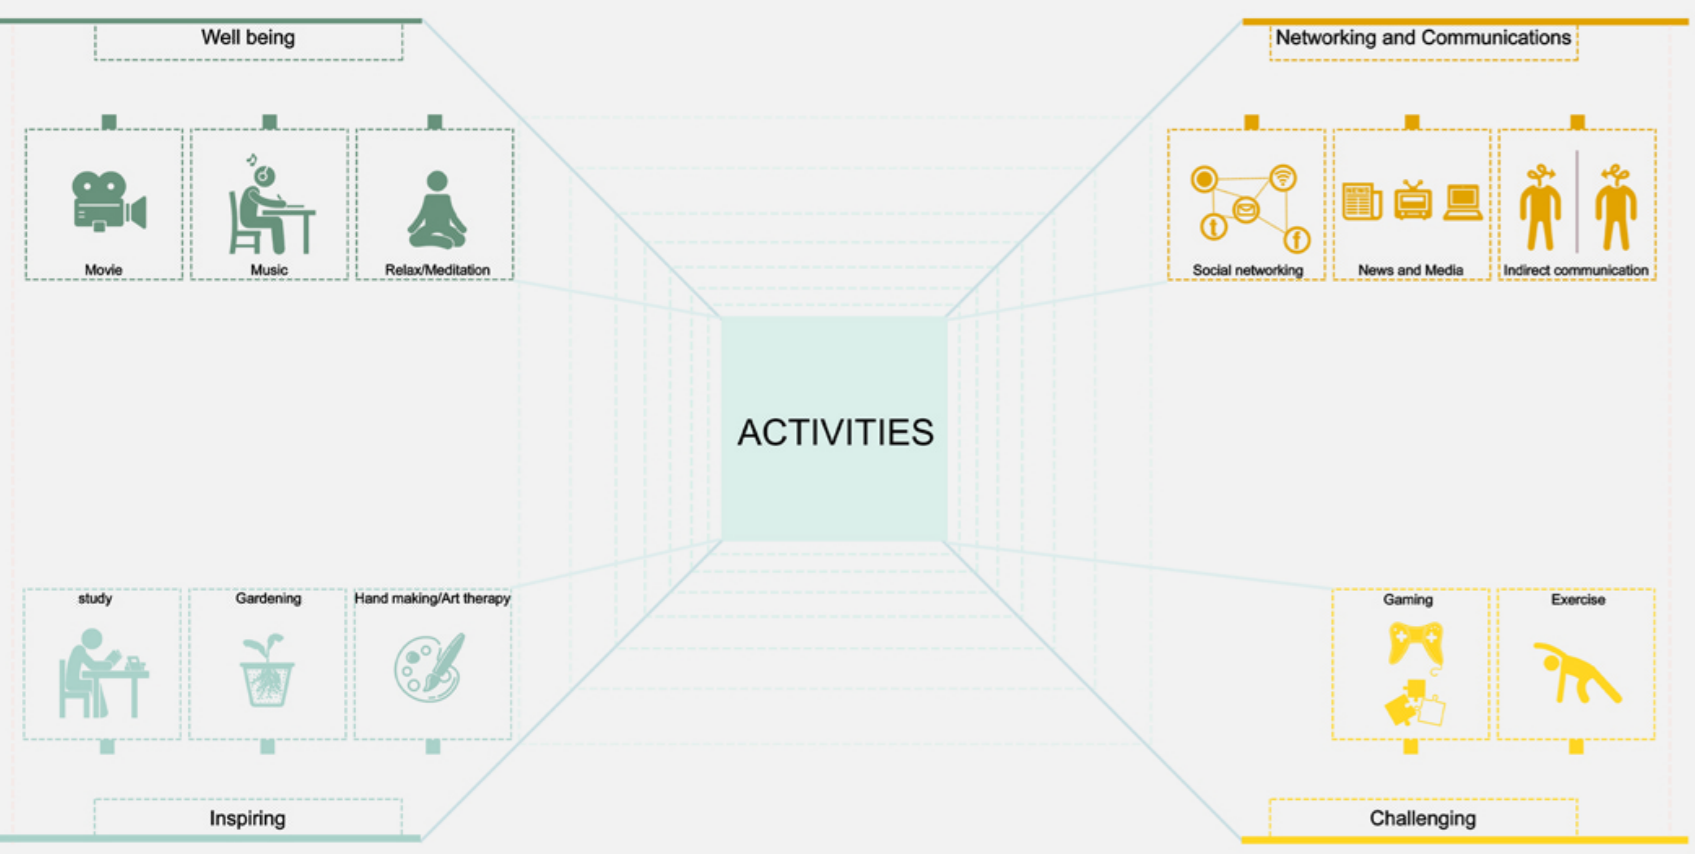 Well being
Networking and Communications
Movie
Music
Relax/Meditation
Social networking
News and Media
Indirect communication
ACTIVITIES
study
Gardening
Hand making/Art therapy
Gaming
Exercise
Inspiring
Challenging